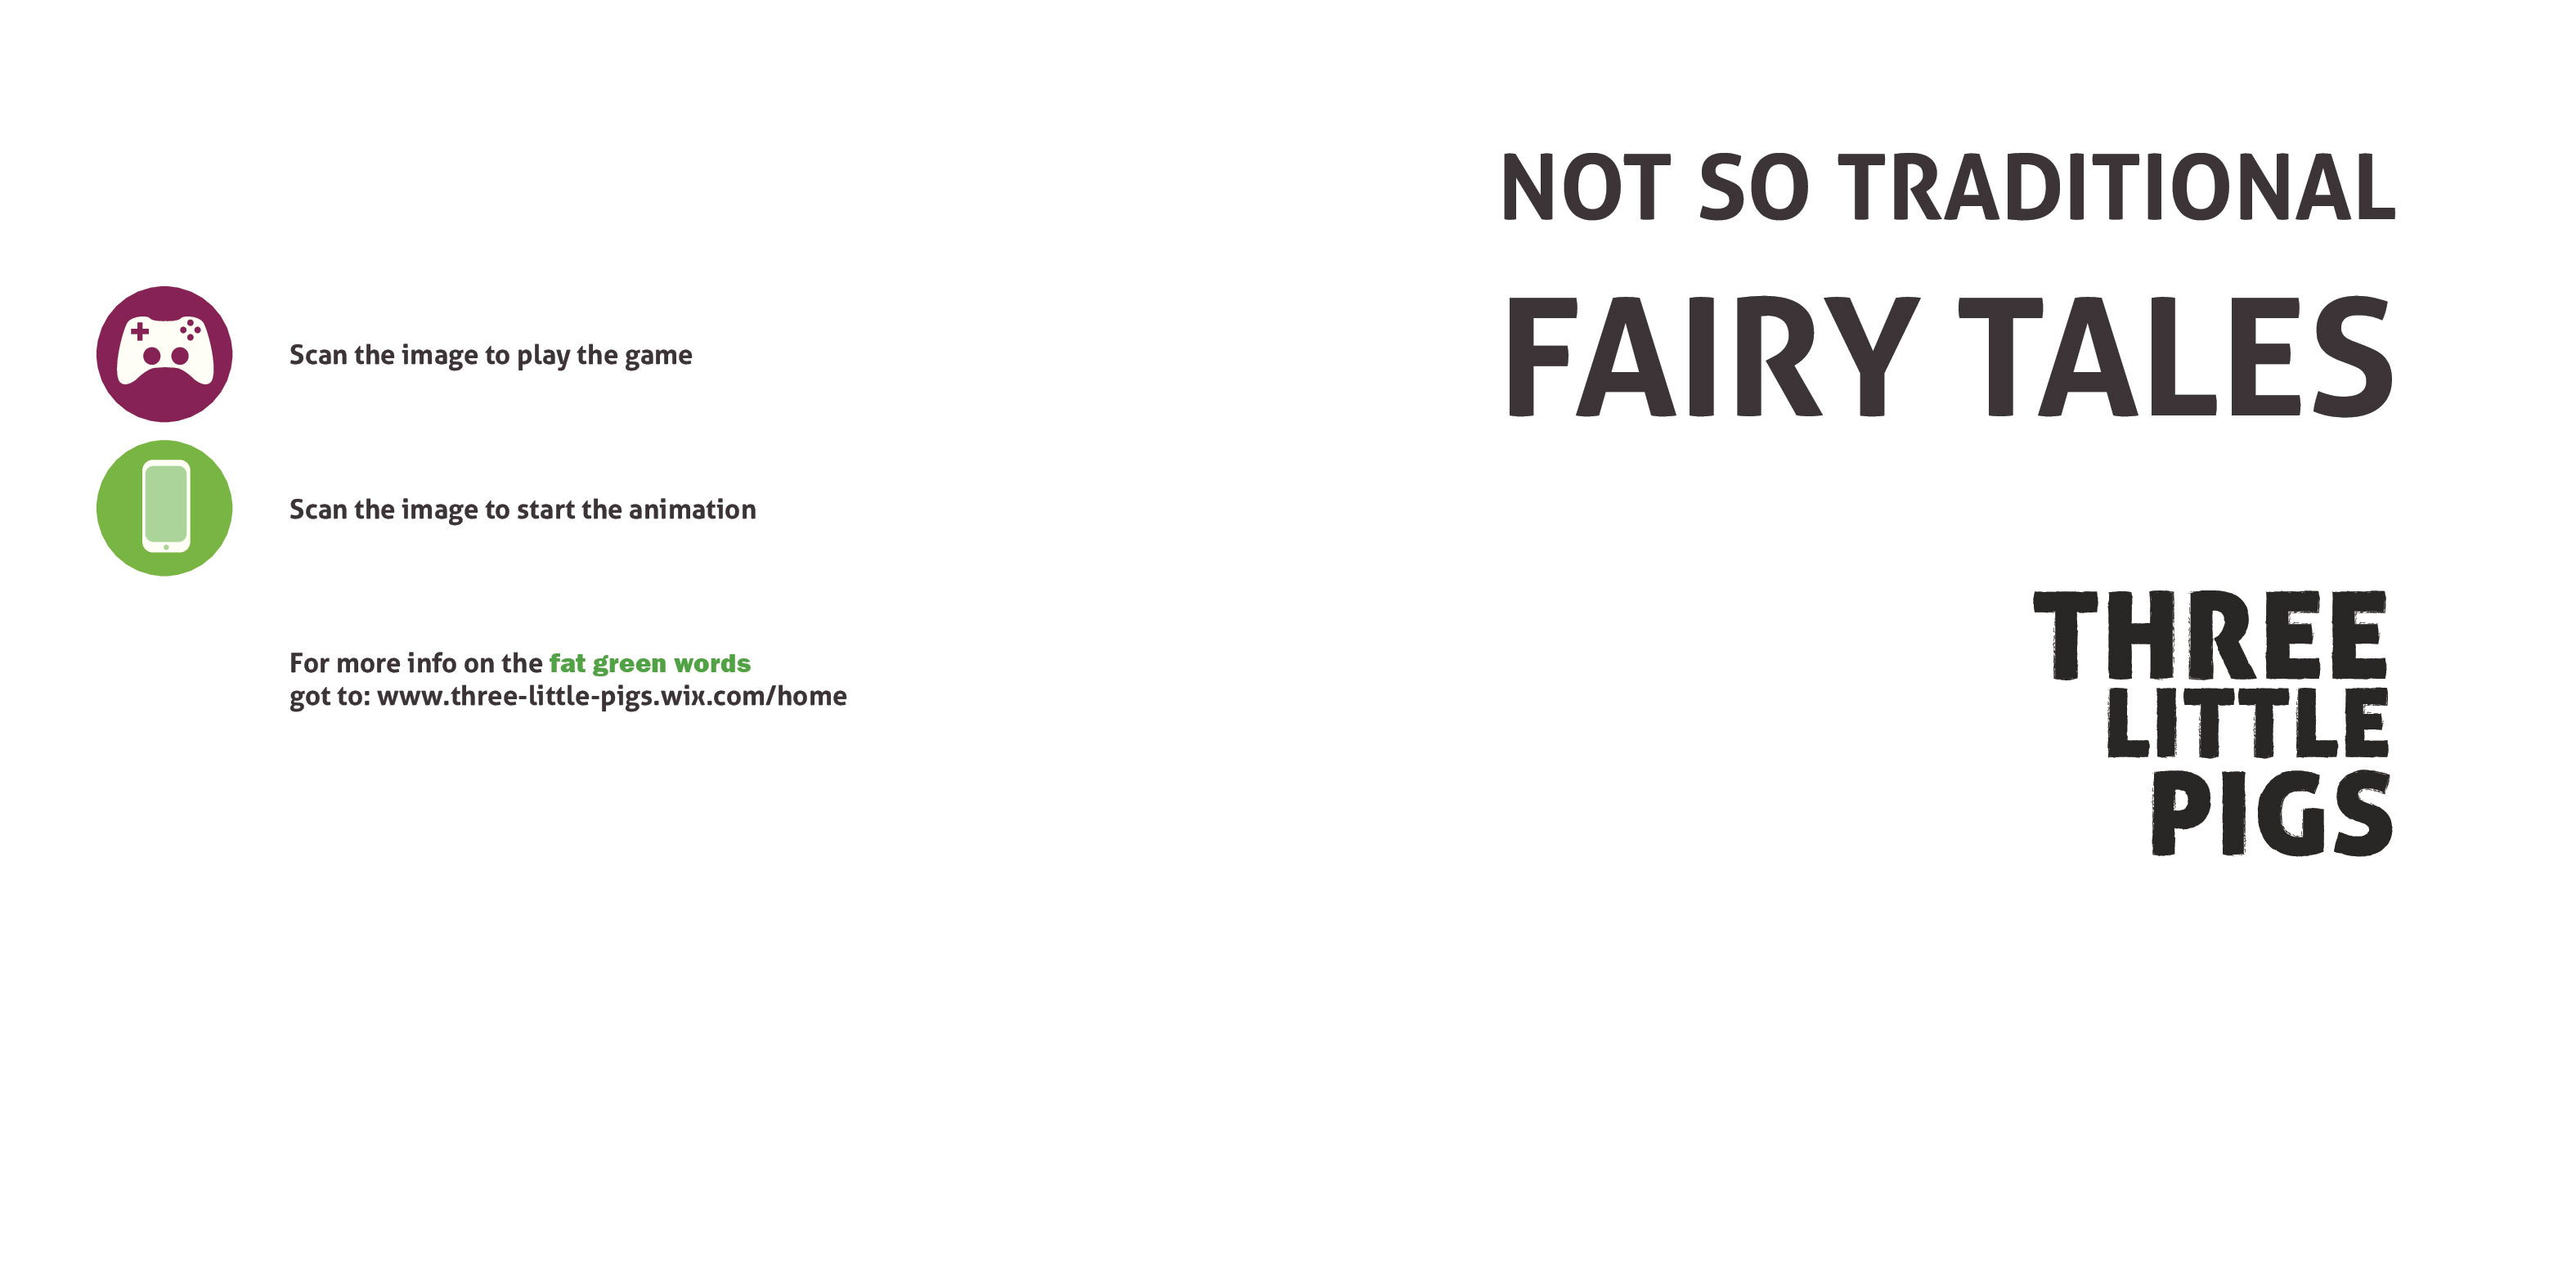 Scan the image to play the game
Scan the image to start the animation
For more info on the fat green words
got to: www.three-little-pigs.wix.com/home
NOT SO TRADITIONAL
FAIRY TALES
THREE
LITTLE
PIGS